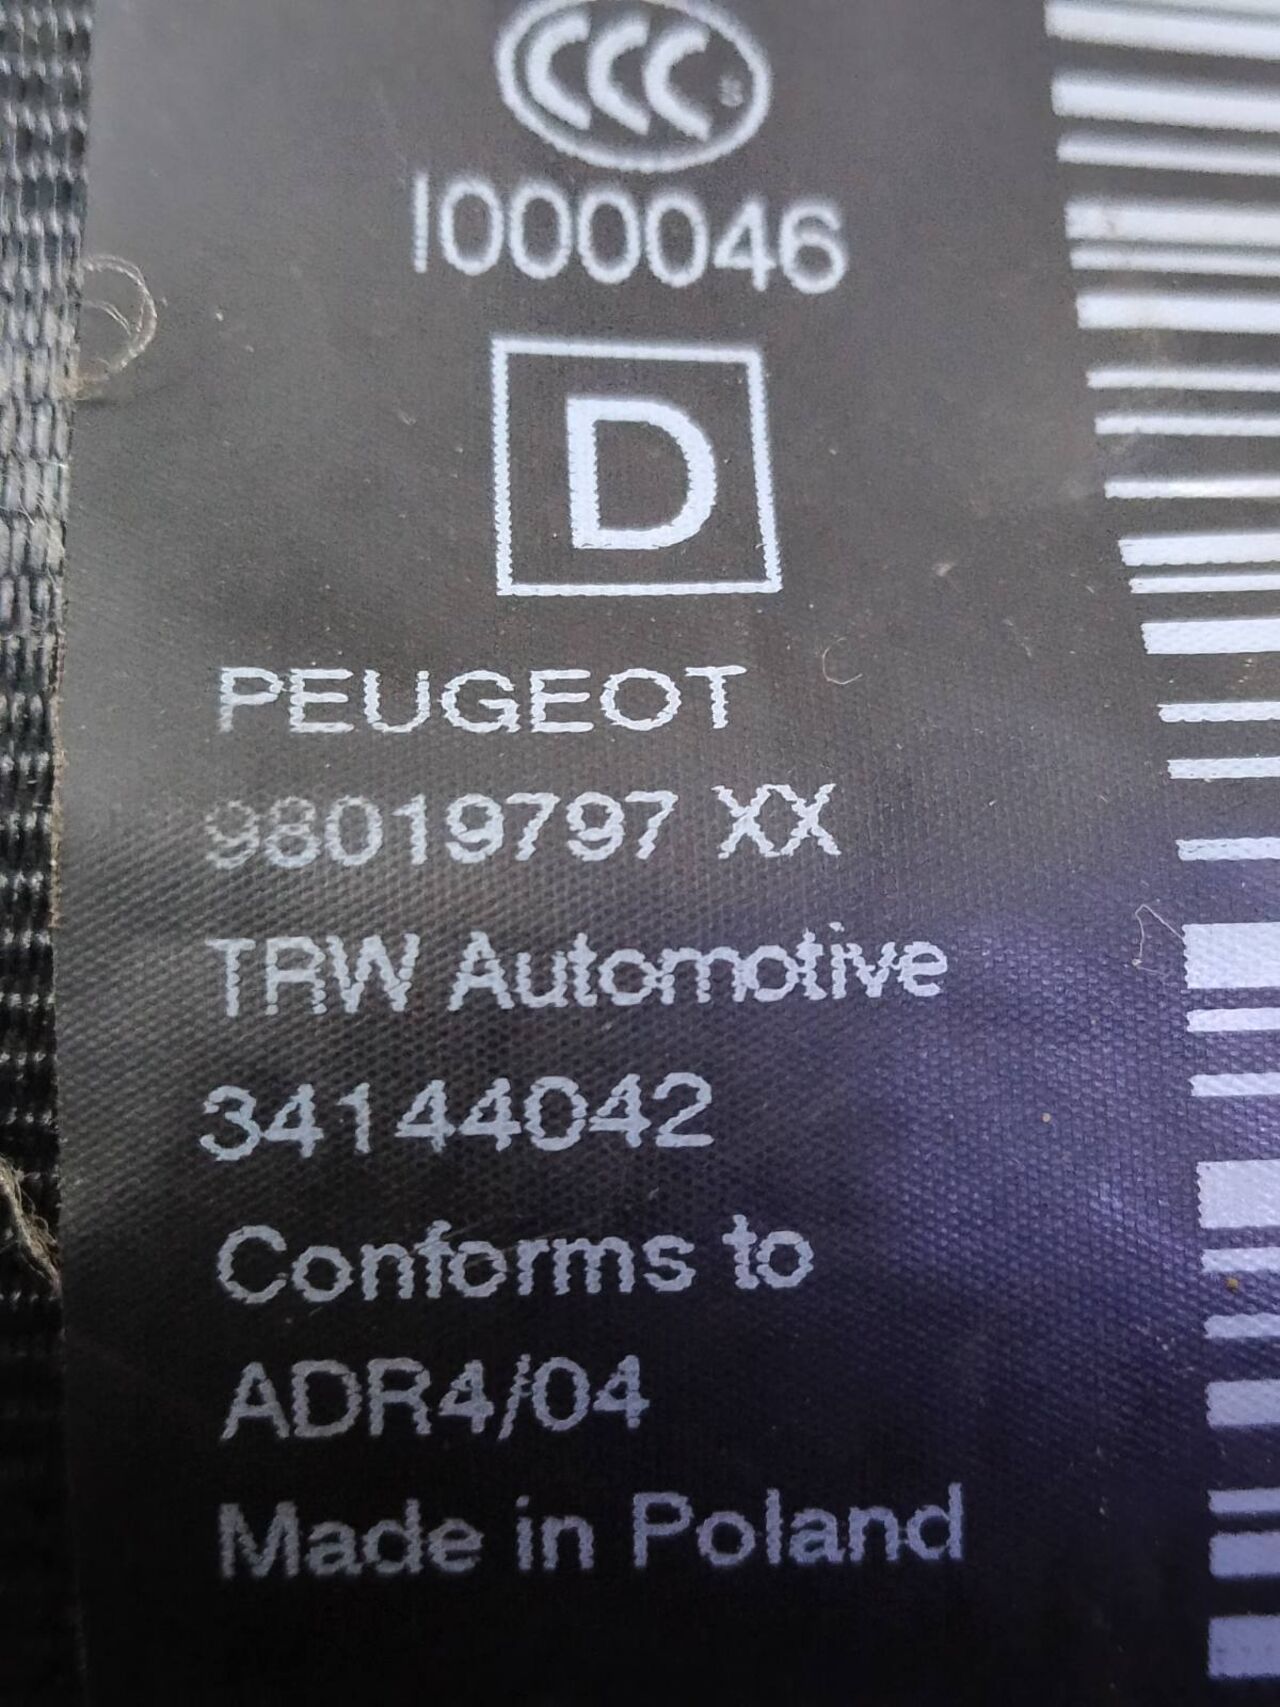 CCC S
I000046
D
PEUGEOT
98019797 XX
TRW Automotive
34144042
Conforms to
ADR4/04
Made in Poland